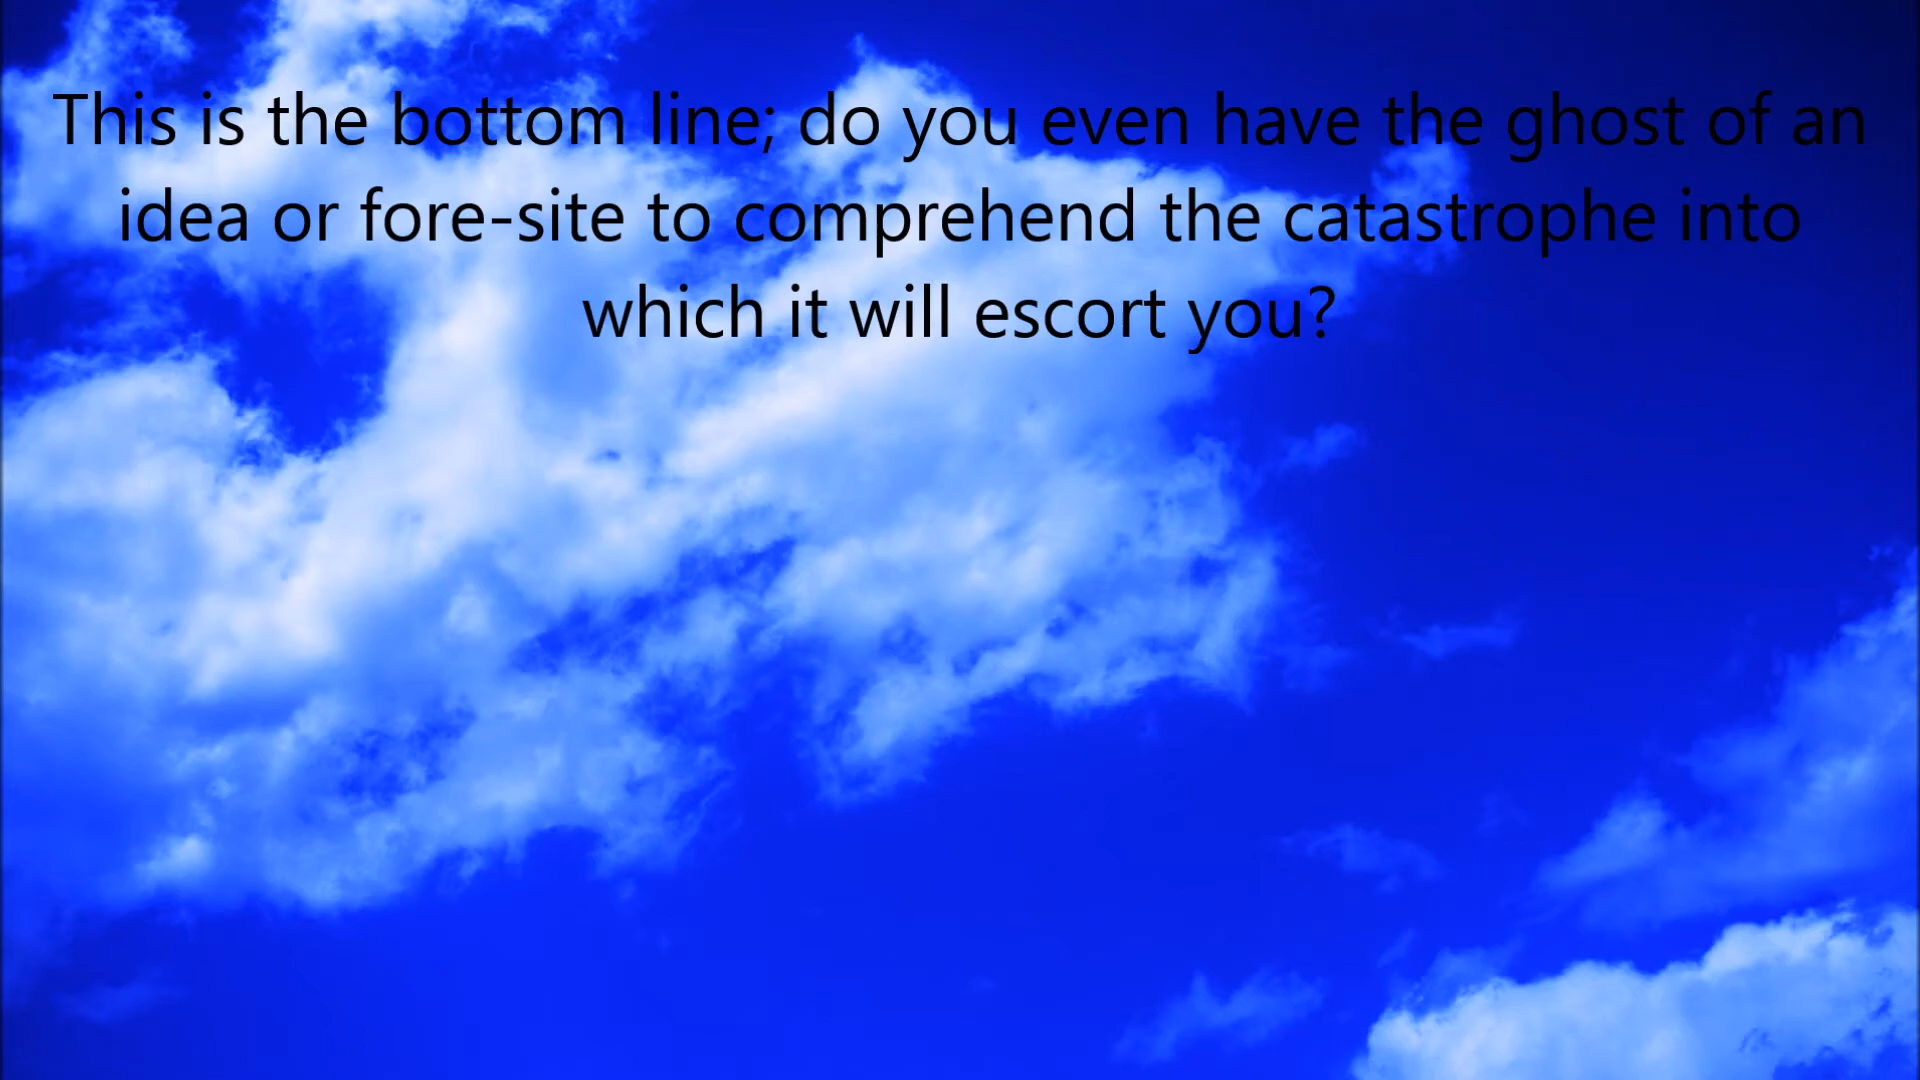 This is the bottom line; do you even have the ghost of an
idea or fore-site to comprehend the catastrophe into
which it will escort you?